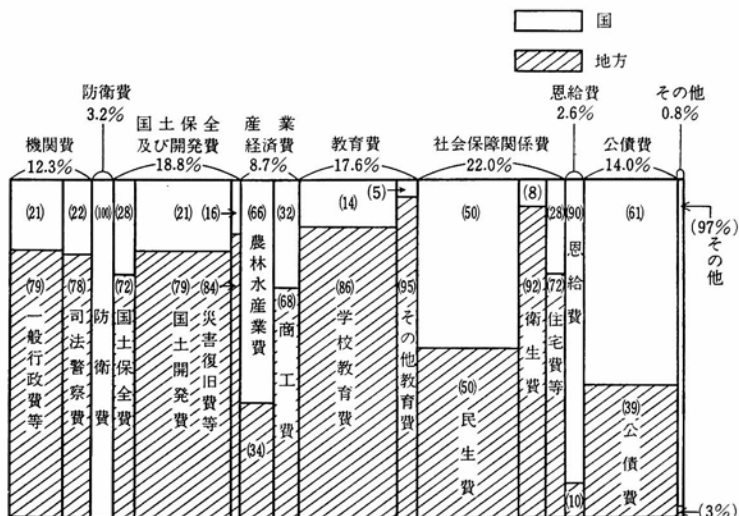 国
地方
防衛費
3.2%
恩給費
2.6%
その他
0.8%
機関費
12.3%
国土保全
及び開発費
18.8%
産業
経済費
8.7%
教育費
17.6%
社会保障関係費
22.0%
公債費
14.0%
(21)
(79)
一般行政費等
(22)
(78)
司法警察費
(100)
防衛費
(28)
(72)
国土保全費
(21)
(79)
国土開発費
(16)
(84)
災害復旧費等
(66)
農林水産業費
(34)
(32)
(68)
商工費
(14)
(86)
学校教育費
(5)
(95)
その他教育費
(50)
(50)
民生費
(8)
(92)
衛生費
(28)
(72)
住宅費等
(90)
恩給費
(10)
(61)
(39)
公債費
(97%)
その他
(3%)